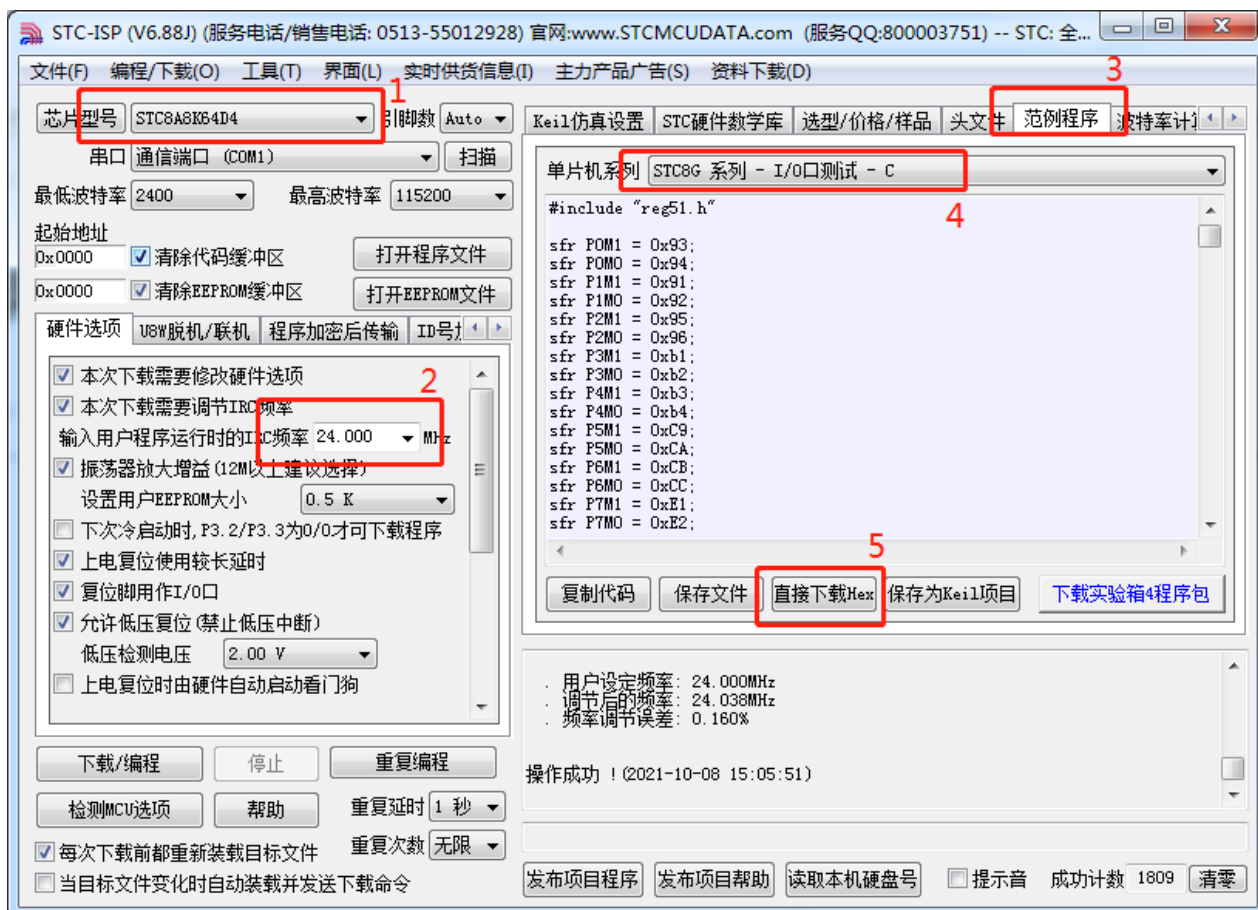 STC-ISP (V6.88J) (服务电话/销售电话: 0513-55012928) 官网:www.STCMCUDATA.com (服务QQ:800003751) -- STC: 全...
文件(F) 编程/下载(O) 工具(T) 界面(L) 实时供货信息(I) 主力产品广告(S) 资料下载(D)
1
3
芯片型号 STC8A8K64D4 引脚数 Auto
串口 通信端口 (COM1) 扫描
最低波特率 2400 最高波特率 115200
起始地址
0x0000 清除代码缓冲区 打开程序文件
0x0000 清除EEPROM缓冲区 打开EEPROM文件
硬件选项 U8W脱机/联机 程序加密后传输 ID号
本次下载需要修改硬件选项
2
本次下载需要调节IRC频率
输入用户程序运行时的IRC频率 24.000 MHz
振荡器放大增益(12M以上建议选择)
设置用户EEPROM大小 0.5 K
下次冷启动时,P3.2/P3.3为0/0才可下载程序
上电复位使用较长延时
复位脚用作I/O口
允许低压复位(禁止低压中断)
低压检测电压 2.00 V
上电复位时由硬件自动启动看门狗
下载/编程 停止 重复编程
检测MCU选项 帮助 重复延时 1 秒
每次下载前都重新装载目标文件 重复次数 无限
当目标文件变化时自动装载并发送下载命令
Keil仿真设置 STC硬件数学库 选型/价格/样品 头文件 范例程序 波特率计
单片机系列 STC8G 系列 - I/O口测试 - C
4
#include "reg51.h"
sfr P0M1 = 0x93;
sfr P0M0 = 0x94;
sfr P1M1 = 0x91;
sfr P1M0 = 0x92;
sfr P2M1 = 0x95;
sfr P2M0 = 0x96;
sfr P3M1 = 0xb1;
sfr P3M0 = 0xb2;
sfr P4M1 = 0xb3;
sfr P4M0 = 0xb4;
sfr P5M1 = 0xC9;
sfr P5M0 = 0xCA;
sfr P6M1 = 0xCB;
sfr P6M0 = 0xCC;
sfr P7M1 = 0xE1;
sfr P7M0 = 0xE2;
5
复制代码 保存文件 直接下载Hex 保存为Keil项目 下载实验箱4程序包
. 用户设定频率: 24.000MHz
. 调节后的频率: 24.038MHz
. 频率调节误差: 0.160%
操作成功 !(2021-10-08 15:05:51)
发布项目程序 发布项目帮助 读取本机硬盘号 提示音 成功计数 1809 清零